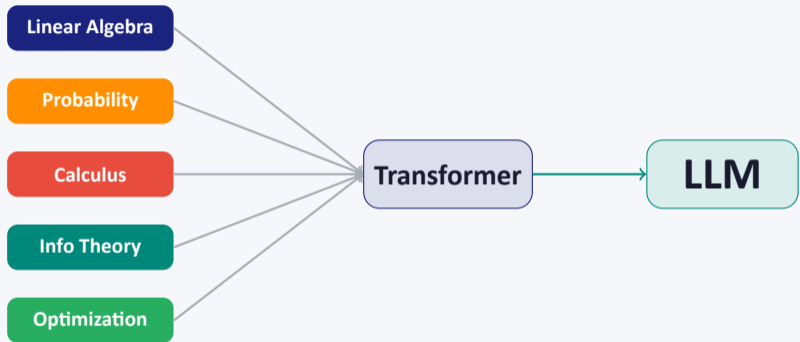 Linear Algebra
Probability
Calculus
Info Theory
Optimization
Transformer
LLM